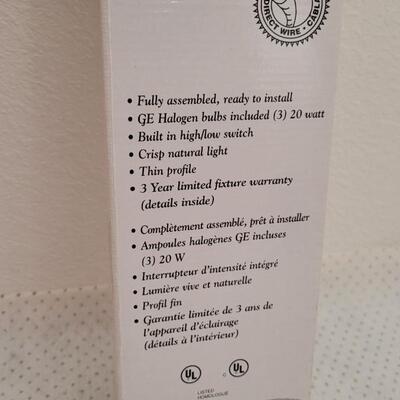 DIRECT WIRE • CÂBLE
• Fully assembled, ready to install
• GE Halogen bulbs included (3) 20 watt
• Built in high/low switch
• Crisp natural light
• Thin profile
• 3 Year limited fixture warranty
(details inside)
• Complètement assemblé, prêt à installer
• Ampoules halogènes GE incluses
(3) 20 W
• Interrupteur d'intensité intégré
• Lumière vive et naturelle
• Profil fin
• Garantie limitée de 3 ans de
l'appareil d'éclairage
(détails à l'intérieur)
UL C UL
LISTED
HOMOLOGUE